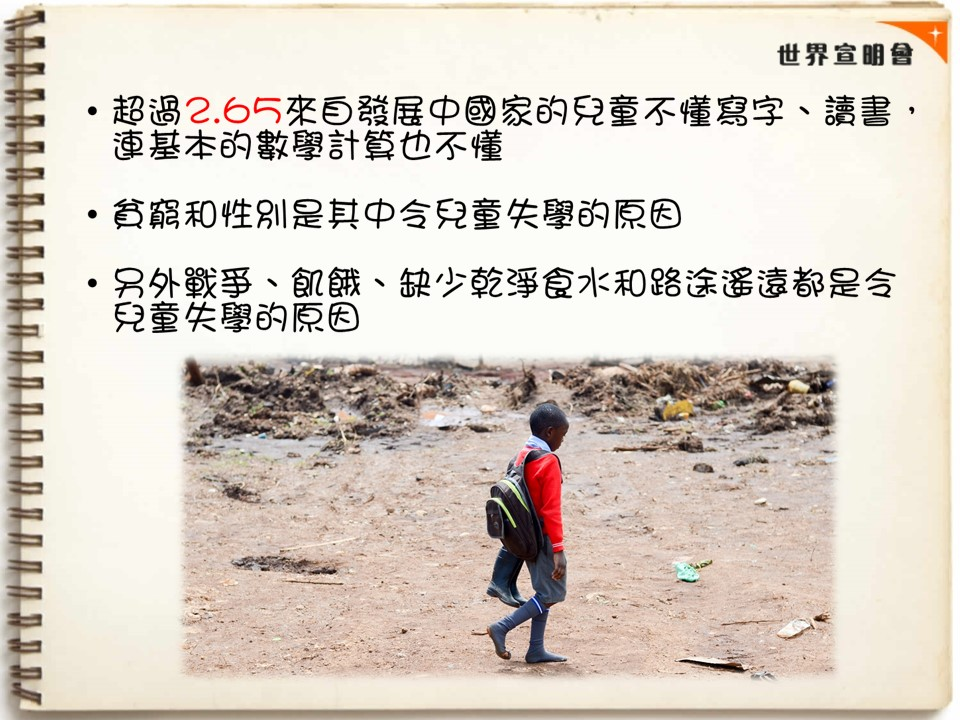 世界宣明會
• 超過2.65來自發展中國家的兒童不懂寫字、讀書，
連基本的數學計算也不懂
• 貧窮和性別是其中令兒童失學的原因
• 另外戰爭、飢餓、缺少乾淨食水和路途遙遠都是令
兒童失學的原因